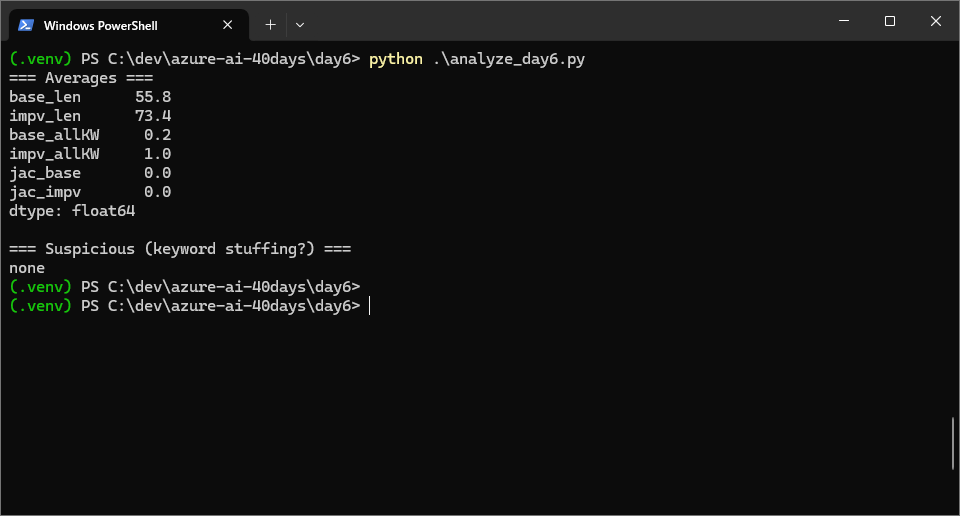 Windows PowerShell
(.venv) PS C:\dev\azure-ai-40days\day6> python .\analyze_day6.py
=== Averages ===
base_len      55.8
impv_len      73.4
base_allKW     0.2
impv_allKW     1.0
jac_base       0.0
jac_impv       0.0
dtype: float64
=== Suspicious (keyword stuffing?) ===
none
(.venv) PS C:\dev\azure-ai-40days\day6>
(.venv) PS C:\dev\azure-ai-40days\day6>